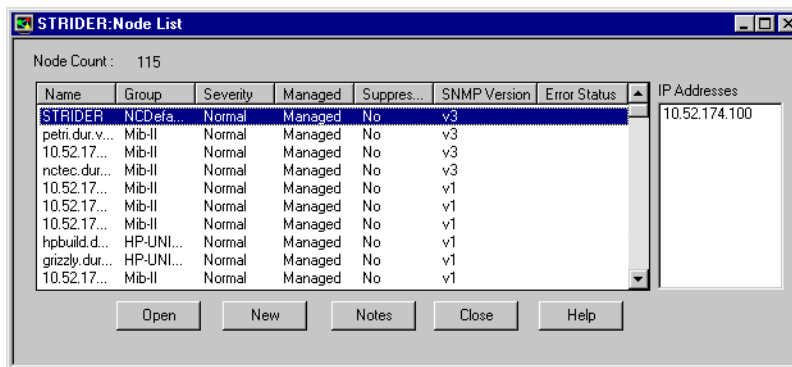 STRIDER:Node List
Node Count : 115
Name Group Severity Managed Suppres... SNMP Version Error Status IP Addresses
STRIDER NCDefa... Normal Managed No v3 10.52.174.100
petri.dur.v... Mib-II Normal Managed No v3
10.52.17... Mib-II Normal Managed No v3
nctec.dur... Mib-II Normal Managed No v3
10.52.17... Mib-II Normal Managed No v1
10.52.17... Mib-II Normal Managed No v1
10.52.17... Mib-II Normal Managed No v1
hpbuild.d... HP-UNI... Normal Managed No v1
grizzly.dur... HP-UNI... Normal Managed No v1
10.52.17... Mib-II Normal Managed No v1
Open New Notes Close Help